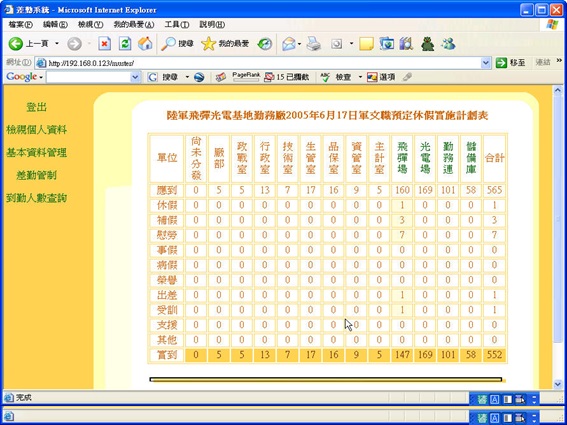 差勤系統 - Microsoft Internet Explorer
檔案(F) 編輯(E) 檢視(V) 我的最愛(A) 工具(T) 說明(H)
上一頁 搜尋 我的最愛
網址(D) http://192.168.0.123/muster/ 移至 連結 »
Google 搜尋 PageRank 15 已攔截 ABC 檢查 選項
登出
檢視個人資料
基本資料管理
差勤管制
到勤人數查詢
陸軍飛彈光電基地勤務廠2005年6月17日軍文職預定休假實施計劃表
單位 尚未分發 廠部 政戰室 行政室 技術室 生管室 品保室 資管室 主計室 飛彈場 光電場 勤務連 儲備庫 合計
應到 0 5 5 13 7 17 16 9 5 160 169 101 58 565
休假 0 0 0 0 0 0 0 0 0 1 0 0 0 1
補假 0 0 0 0 0 0 0 0 0 3 0 0 0 3
慰勞 0 0 0 0 0 0 0 0 0 7 0 0 0 7
事假 0 0 0 0 0 0 0 0 0 0 0 0 0 0
病假 0 0 0 0 0 0 0 0 0 0 0 0 0 0
榮譽 0 0 0 0 0 0 0 0 0 0 0 0 0 0
出差 0 0 0 0 0 0 0 0 0 1 0 0 0 1
受訓 0 0 0 0 0 0 0 0 0 1 0 0 0 1
支援 0 0 0 0 0 0 0 0 0 0 0 0 0 0
其他 0 0 0 0 0 0 0 0 0 0 0 0 0 0
實到 0 5 5 13 7 17 16 9 5 147 169 101 58 552
完成